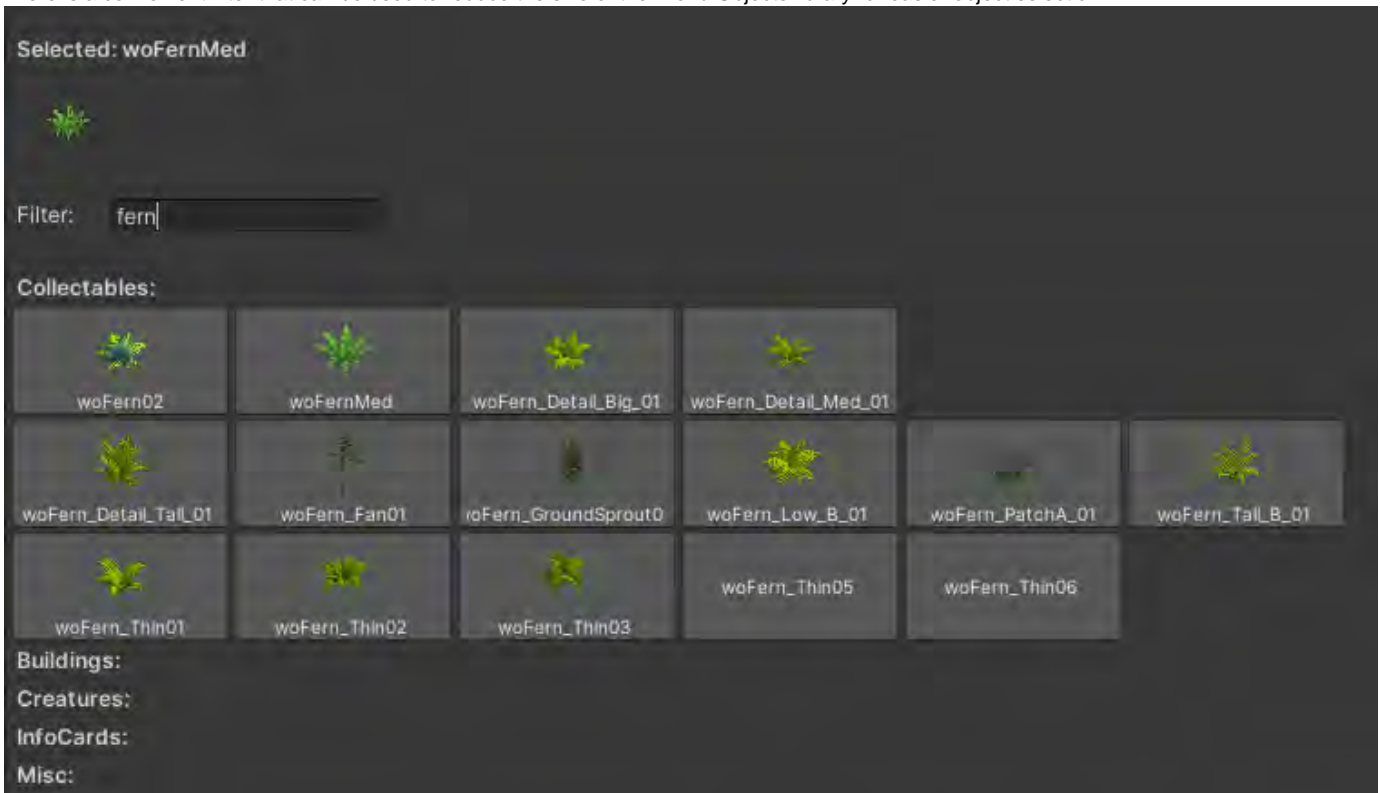 Selected: woFernMed
Filter: fern
Collectables:
woFern02 woFernMed woFern_Detail_Big_01 woFern_Detail_Med_01
woFern_Detail_Tall_01 woFern_Fan01 oFern_GroundSprout0 woFern_Low_B_01 woFern_PatchA_01 woFern_Tall_B_01
woFern_Thin05 woFern_Thin06
woFern_Thin01 woFern_Thin02 woFern_Thin03
Buildings:
Creatures:
InfoCards:
Misc: